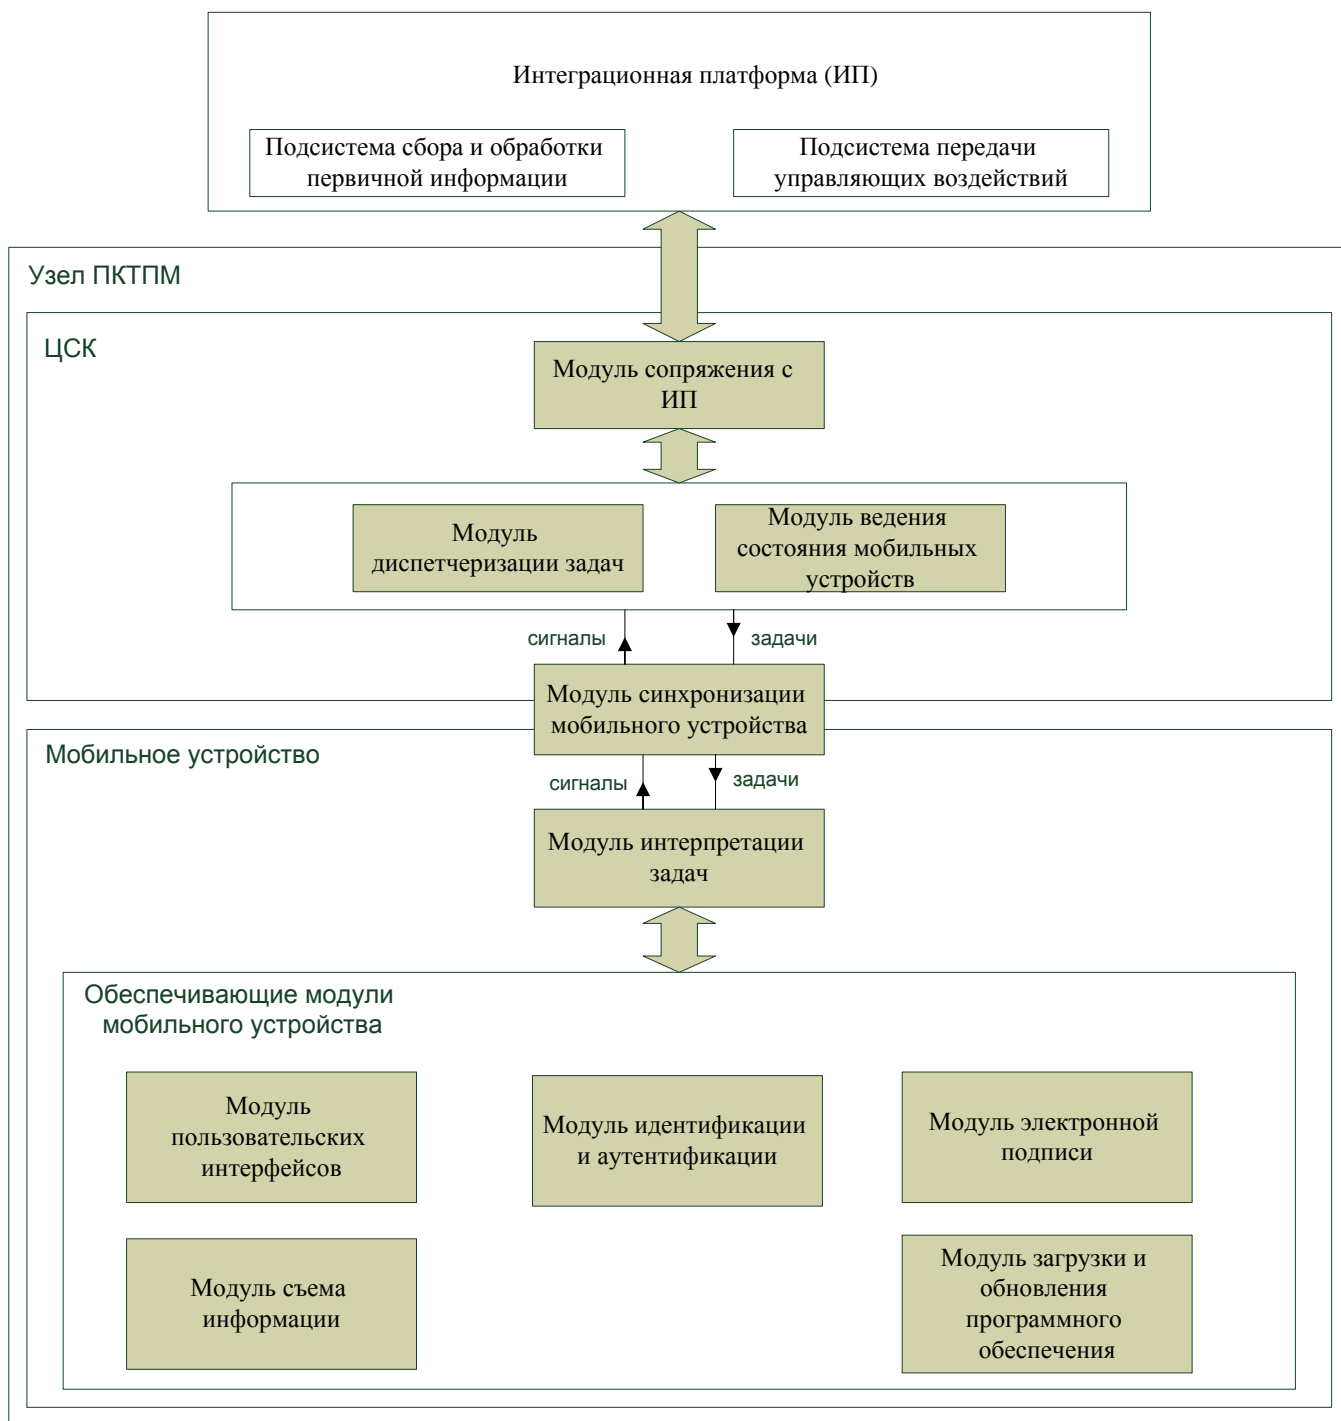 Интеграционная платформа (ИП)
Подсистема сбора и обработки
первичной информации
Подсистема передачи
управляющих воздействий
Узел ПКТПМ
ЦСК
Модуль сопряжения с
ИП
Модуль
диспетчеризации задач
Модуль ведения
состояния мобильных
устройств
сигналы
задачи
Модуль синхронизации
мобильного устройства
Мобильное устройство
сигналы
задачи
Модуль интерпретации
задач
Обеспечивающие модули
мобильного устройства
Модуль
пользовательских
интерфейсов
Модуль идентификации
и аутентификации
Модуль электронной
подписи
Модуль съема
информации
Модуль загрузки и
обновления
программного
обеспечения